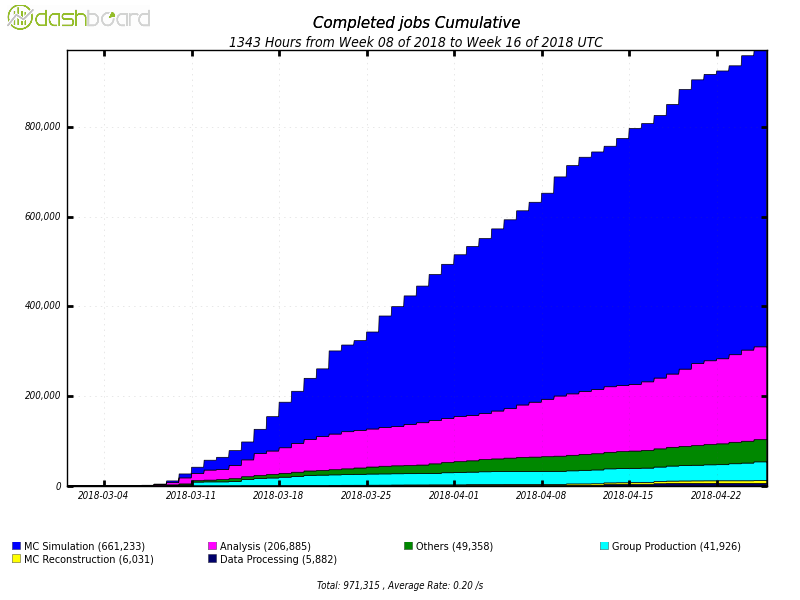 dashboard
Completed jobs Cumulative
1343 Hours from Week 08 of 2018 to Week 16 of 2018 UTC
800,000
600,000
400,000
200,000
0
2018-03-04 2018-03-11 2018-03-18 2018-03-25 2018-04-01 2018-04-08 2018-04-15 2018-04-22
MC Simulation (661,233) Analysis (206,885) Others (49,358) Group Production (41,926)
MC Reconstruction (6,031) Data Processing (5,882)
Total: 971,315 , Average Rate: 0.20 /s